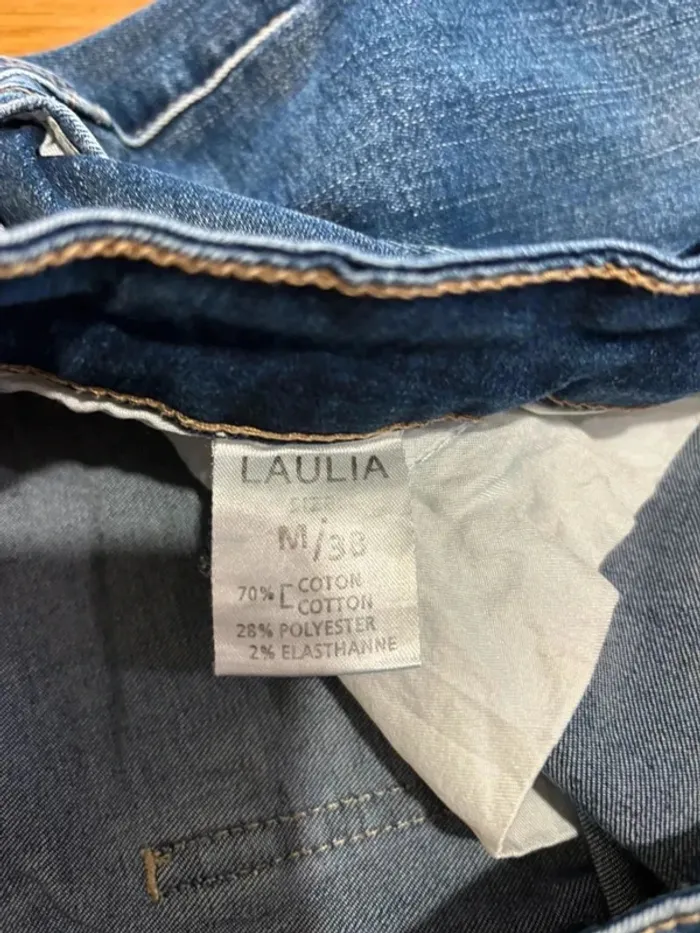 LAULIA
SIZE
M/38
70% [ COTON
COTTON
28% POLYESTER
2% ELASTHANNE